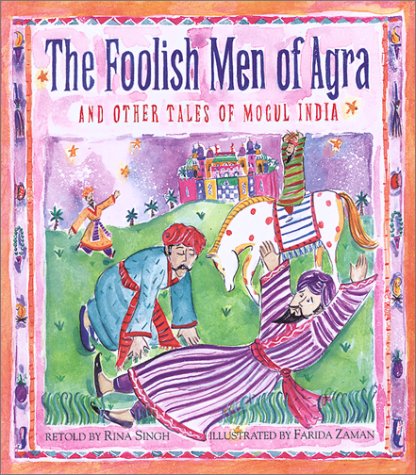 The Foolish Men of Agra
AND OTHER TALES OF MOGUL INDIA
RETOLD BY RINA SINGH ILLUSTRATED BY FARIDA ZAMAN